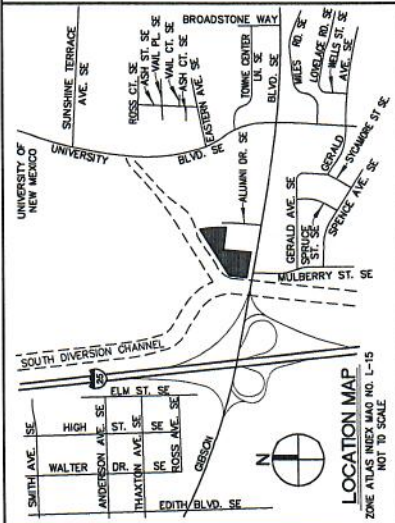 UNIVERSITY OF
NEW MEXICO
SUNSHINE TERRACE
AVE. SE
BROADSTONE WAY
ROSS CT. SE
ASH ST. SE
VAIL PL. SE
VAIL CT. SE
ASH CT. SE
EASTERN AVE. SE
UNIVERSITY
BLVD. SE
TOWNE CENTER
LN. SE
BLVD. SE
MILES RD. SE
LOVELACE RD. SE
WELLS ST. SE
AVE. SE
ALUMNI DR. SE
GERALD
SYCAMORE ST SE
GERALD AVE. SE
SPRUCE
ST. SE
SPENCE AVE. SE
MULBERRY ST. SE
SOUTH DIVERSION CHANNEL
25
ELM ST. SE
SMITH AVE. SE
HIGH ST. SE
WALTER DR. SE
ANDERSON AVE. SE
THAXTON AVE. SE
ROSS AVE. SE
GIBSON
EDITH BLVD. SE
N
LOCATION MAP
ZONE ATLAS INDEX MAO NO. L-15
NOT TO SCALE